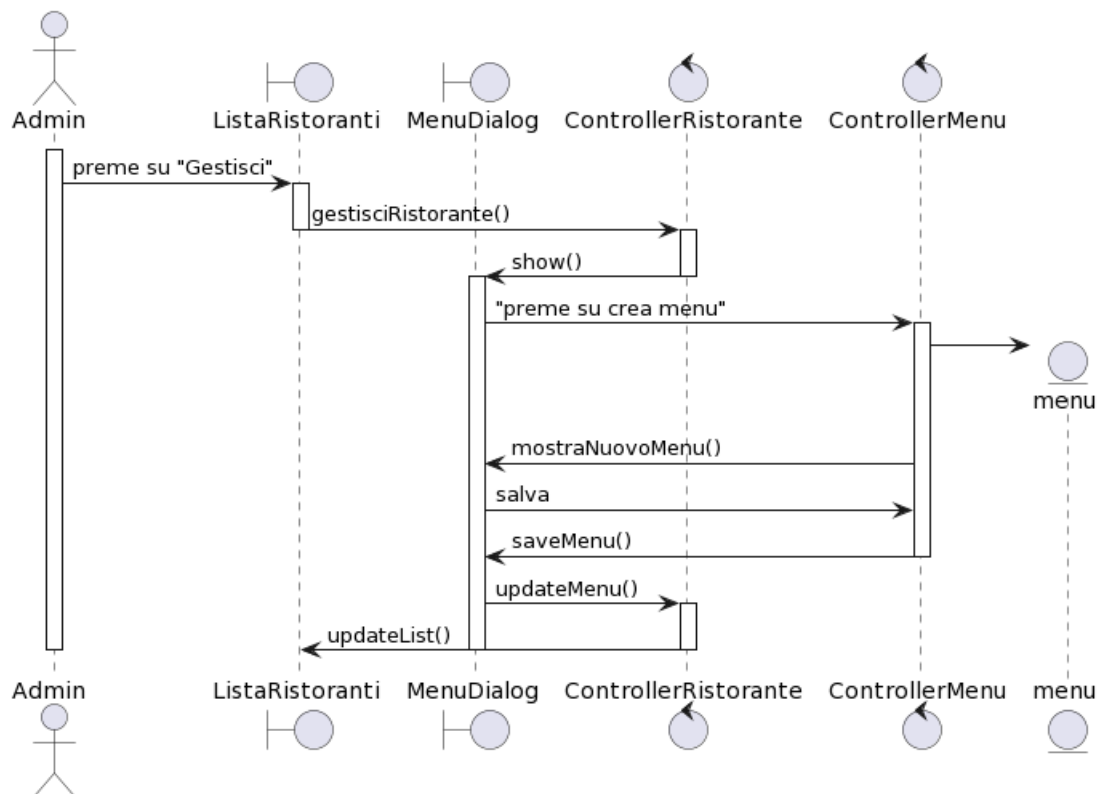 Admin
ListaRistoranti
MenuDialog
ControllerRistorante
ControllerMenu
preme su "Gestisci"
gestisciRistorante()
show()
"preme su crea menu"
menu
mostraNuovoMenu()
salva
saveMenu()
updateMenu()
updateList()
Admin
ListaRistoranti
MenuDialog
ControllerRistorante
ControllerMenu
menu